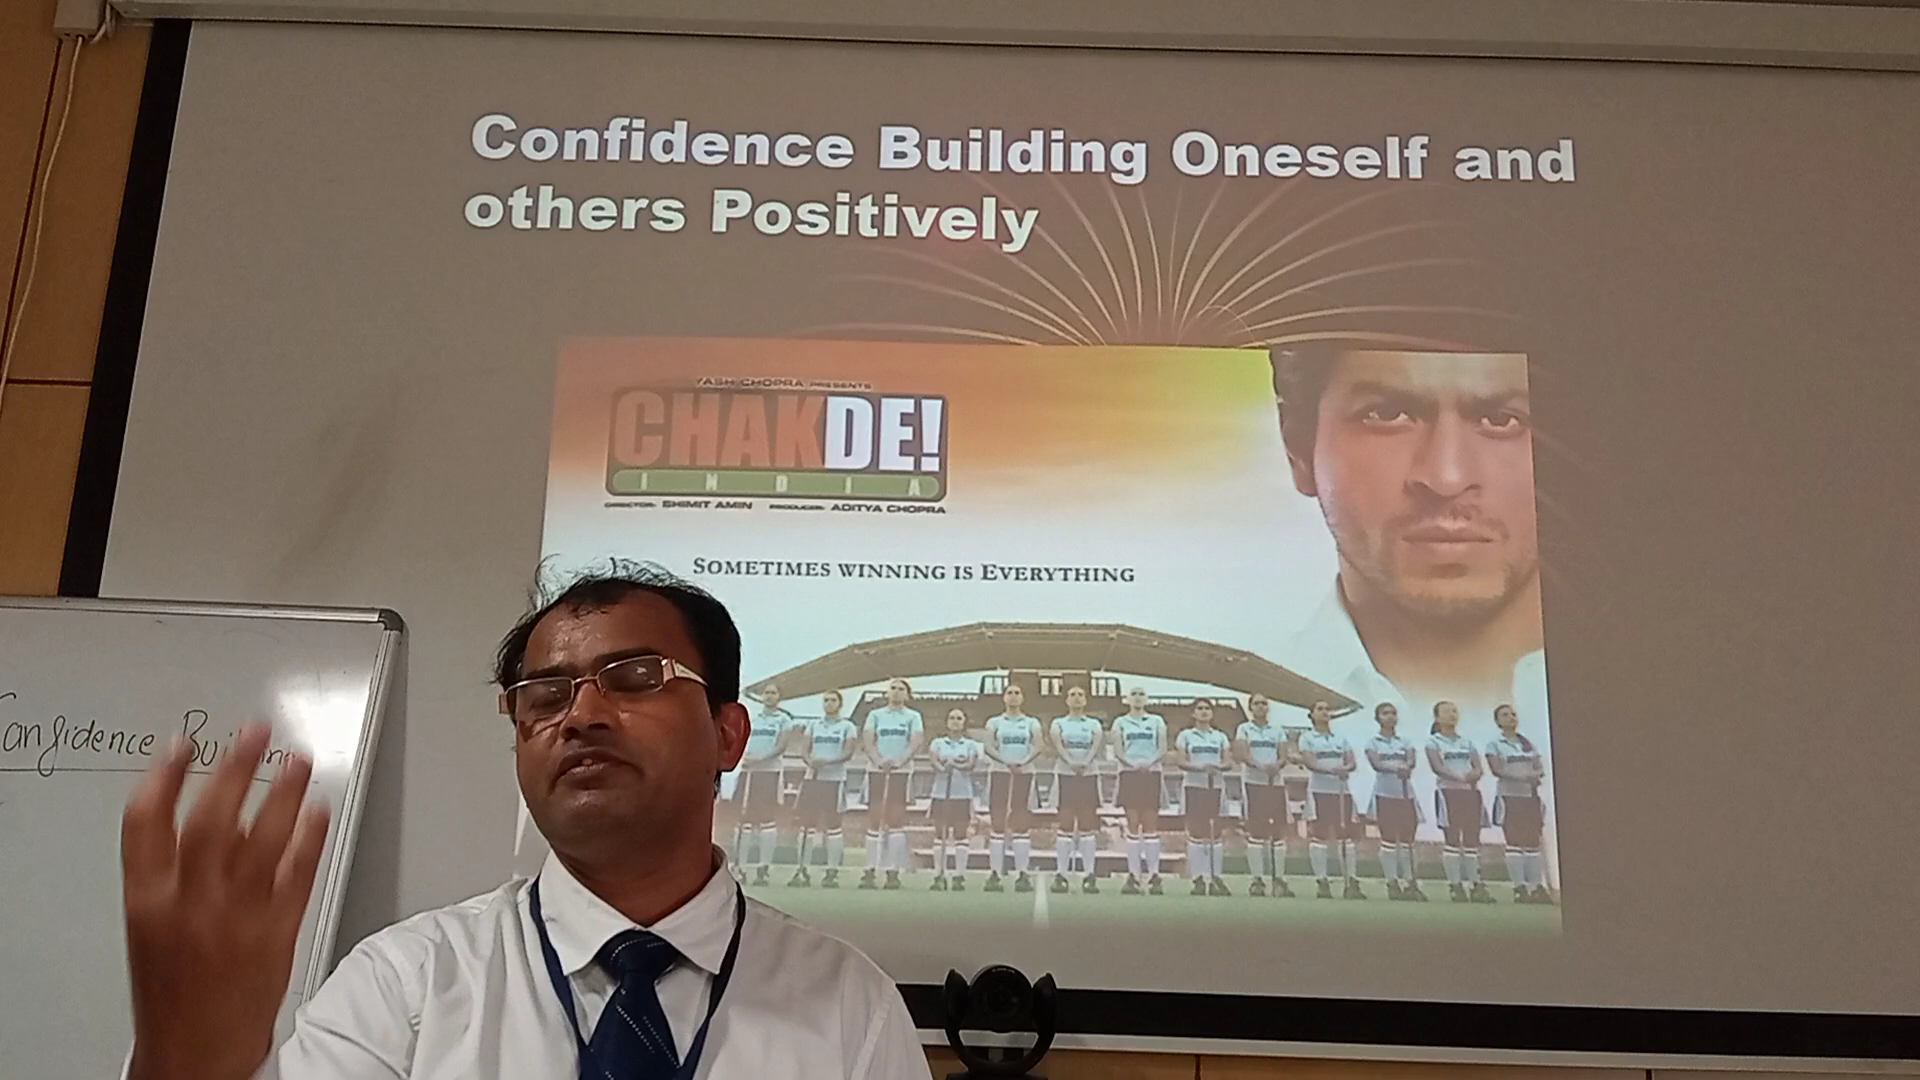 Confidence Building Oneself and
others Positively
YASH CHOPRA PRESENTS
CHAK DE!
INDIA
DIRECTOR: SHIMIT AMIN PRODUCER: ADITYA CHOPRA
SOMETIMES WINNING IS EVERYTHING
Confidence Building